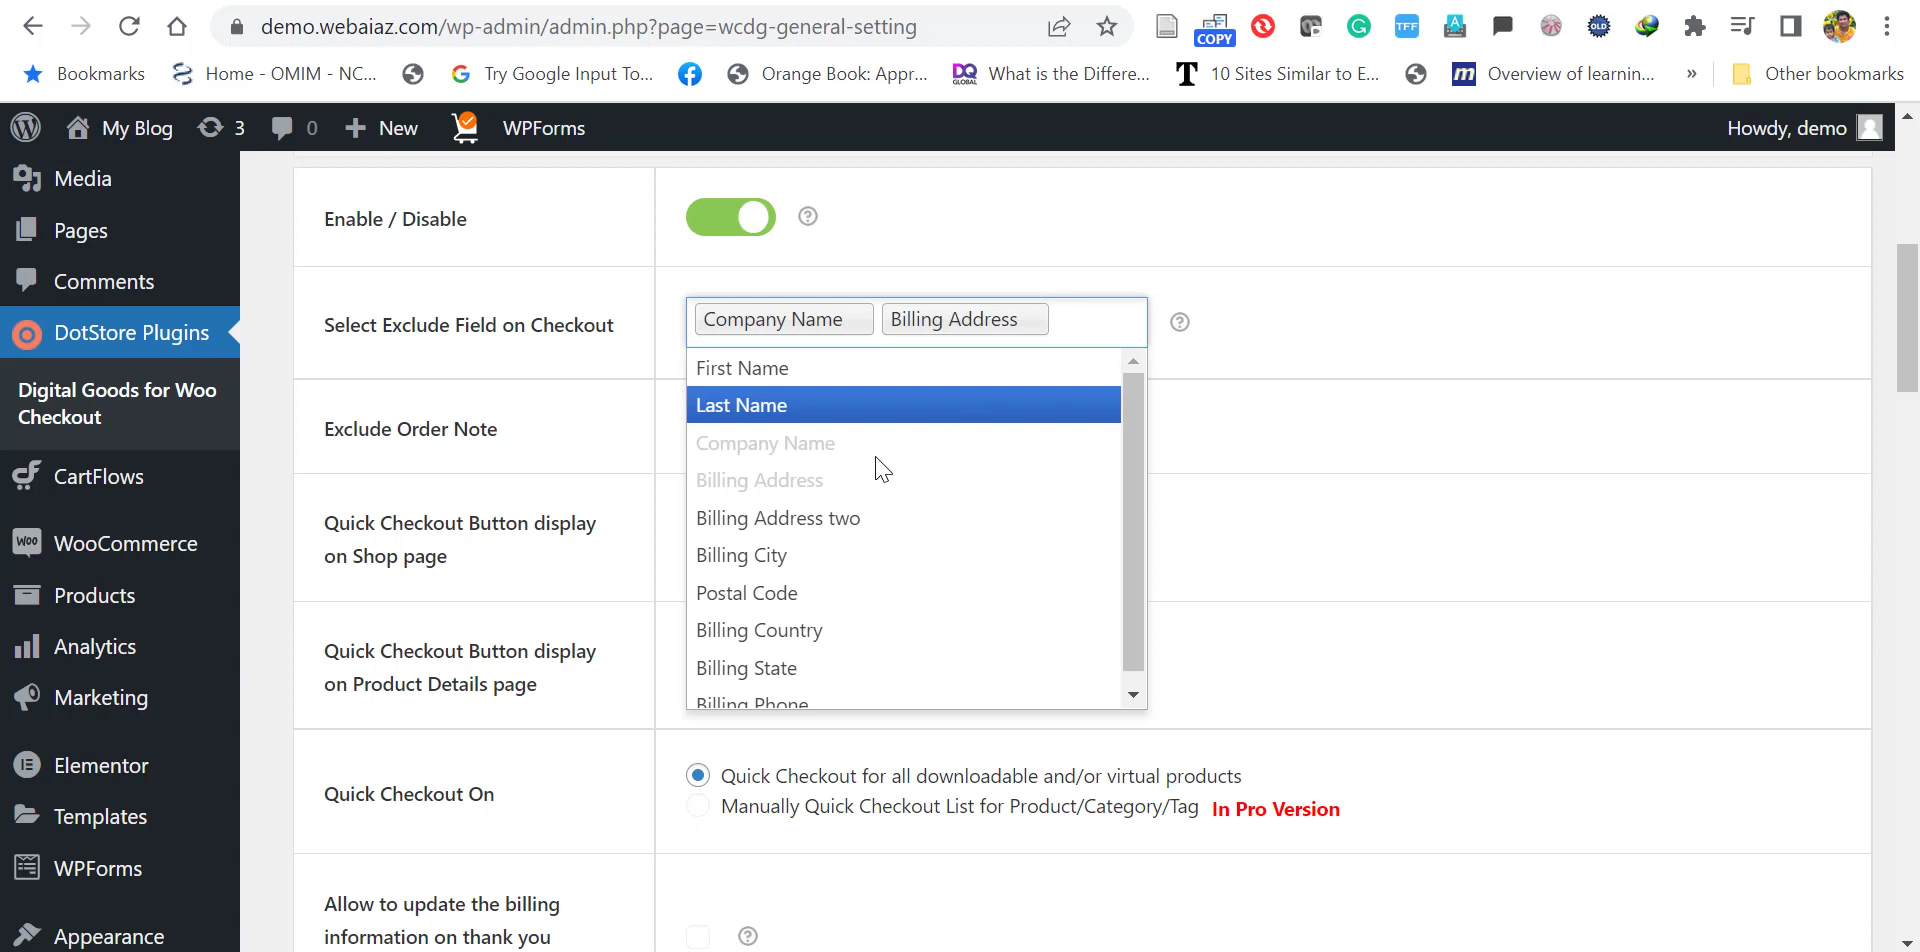 demo.webaiaz.com/wp-admin/admin.php?page=wcdg-general-setting
COPY
TFF
A
OLD
Bookmarks
Home - OMIM - NC...
Try Google Input To...
Orange Book: Appr...
DQ
GLOBAL
What is the Differe...
T
10 Sites Similar to E...
m
Overview of learnin...
»
Other bookmarks
My Blog
3
0
New
WPForms
Howdy, demo
Media
Pages
Comments
DotStore Plugins
Digital Goods for Woo
Checkout
CartFlows
Woo
WooCommerce
Products
Analytics
Marketing
Elementor
Templates
WPForms
Appearance
Enable / Disable
Select Exclude Field on Checkout
Company Name
Billing Address
First Name
Last Name
Company Name
Billing Address
Billing Address two
Billing City
Postal Code
Billing Country
Billing State
Billing Phone
Exclude Order Note
Quick Checkout Button display
on Shop page
Quick Checkout Button display
on Product Details page
Quick Checkout On
Quick Checkout for all downloadable and/or virtual products
Manually Quick Checkout List for Product/Category/Tag In Pro Version
Allow to update the billing
information on thank you